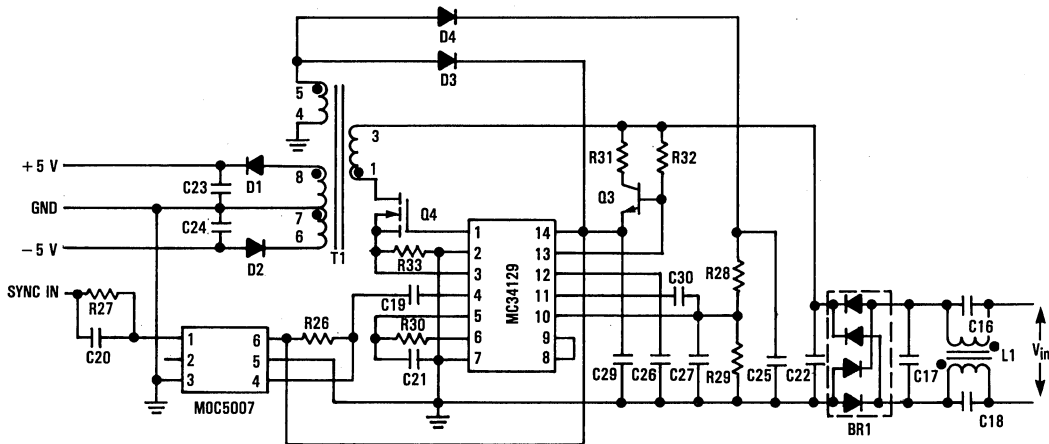 D4
D3
5
4
3
1
+5 V
C23
D1
8
GND
C24
7
6
-5 V
D2
T1
SYNC IN
R27
C20
1
2
3
6
5
4
MOC5007
R26
C19
R30
C21
R33
Q4
1
2
3
4
5
6
7
MC34129
14
13
12
11
10
9
8
R31
R32
Q3
C30
R28
R29
C29
C26
C27
C25
C22
BR1
C17
C16
L1
C18
Vin